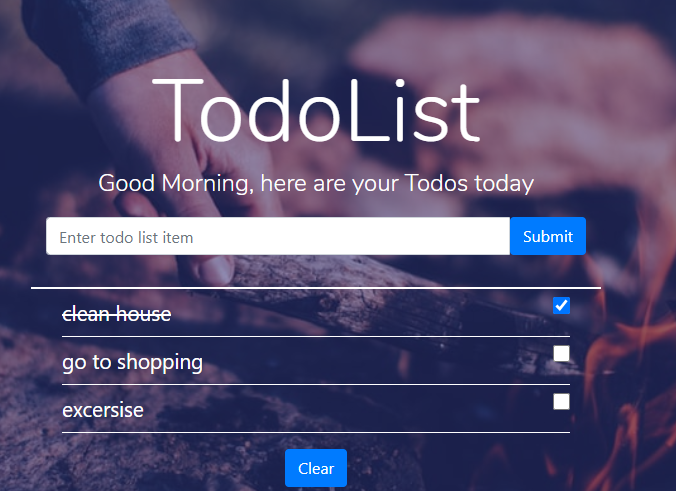 TodoList
Good Morning, here are your Todos today
Enter todo list item
Submit
clean house
go to shopping
excersise
Clear